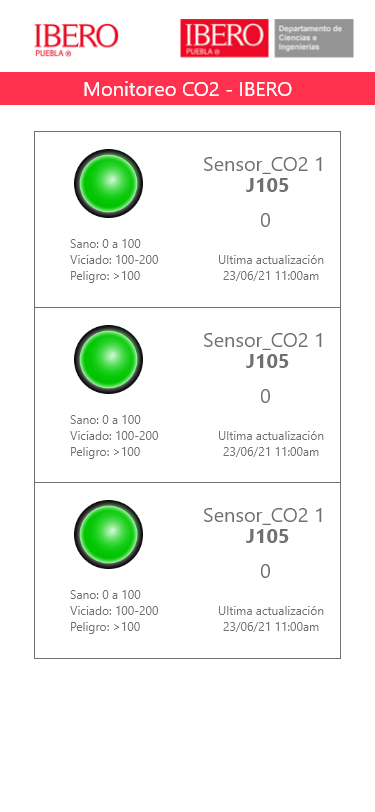 IBERO
PUEBLA ®
IBERO
PUEBLA ®
Departamento de
Ciencias e
Ingenierias
Monitoreo CO2 - IBERO
Sensor_CO2 1
J105
0
Sano: 0 a 100
Viciado: 100-200
Peligro: >100
Ultima actualización
23/06/21 11:00am
Sensor_CO2 1
J105
0
Sano: 0 a 100
Viciado: 100-200
Peligro: >100
Ultima actualización
23/06/21 11:00am
Sensor_CO2 1
J105
0
Sano: 0 a 100
Viciado: 100-200
Peligro: >100
Ultima actualización
23/06/21 11:00am